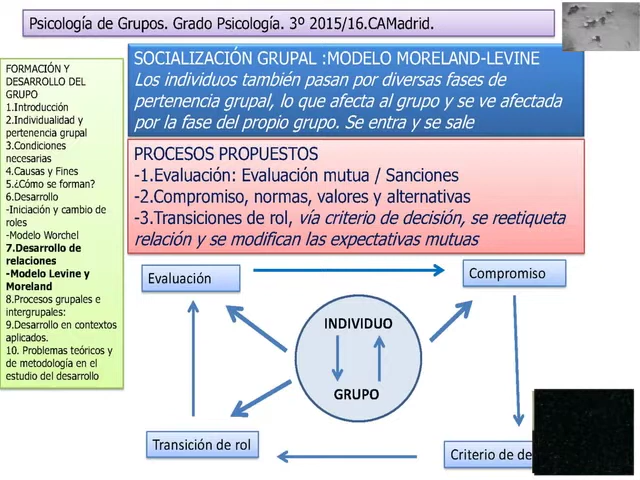 Psicología de Grupos. Grado Psicología. 3º 2015/16.CAMadrid.
FORMACIÓN Y
DESARROLLO DEL
GRUPO
1.Introducción
2.Individualidad y
pertenencia grupal
3.Condiciones
necesarias
4.Causas y Fines
5.¿Cómo se forman?
6.Desarrollo
-Iniciación y cambio de
roles
-Modelo Worchel
7.Desarrollo de
relaciones
-Modelo Levine y
Moreland
8.Procesos grupales e
intergrupales:
9.Desarrollo en contextos
aplicados.
10. Problemas teóricos y
de metodología en el
estudio del desarrollo
SOCIALIZACIÓN GRUPAL :MODELO MORELAND-LEVINE
Los individuos también pasan por diversas fases de
pertenencia grupal, lo que afecta al grupo y se ve afectada
por la fase del propio grupo. Se entra y se sale
PROCESOS PROPUESTOS
-1.Evaluación: Evaluación mutua / Sanciones
-2.Compromiso, normas, valores y alternativas
-3.Transiciones de rol, vía criterio de decisión, se reetiqueta
relación y se modifican las expectativas mutuas
Evaluación
Compromiso
INDIVIDUO
GRUPO
Transición de rol
Criterio de de